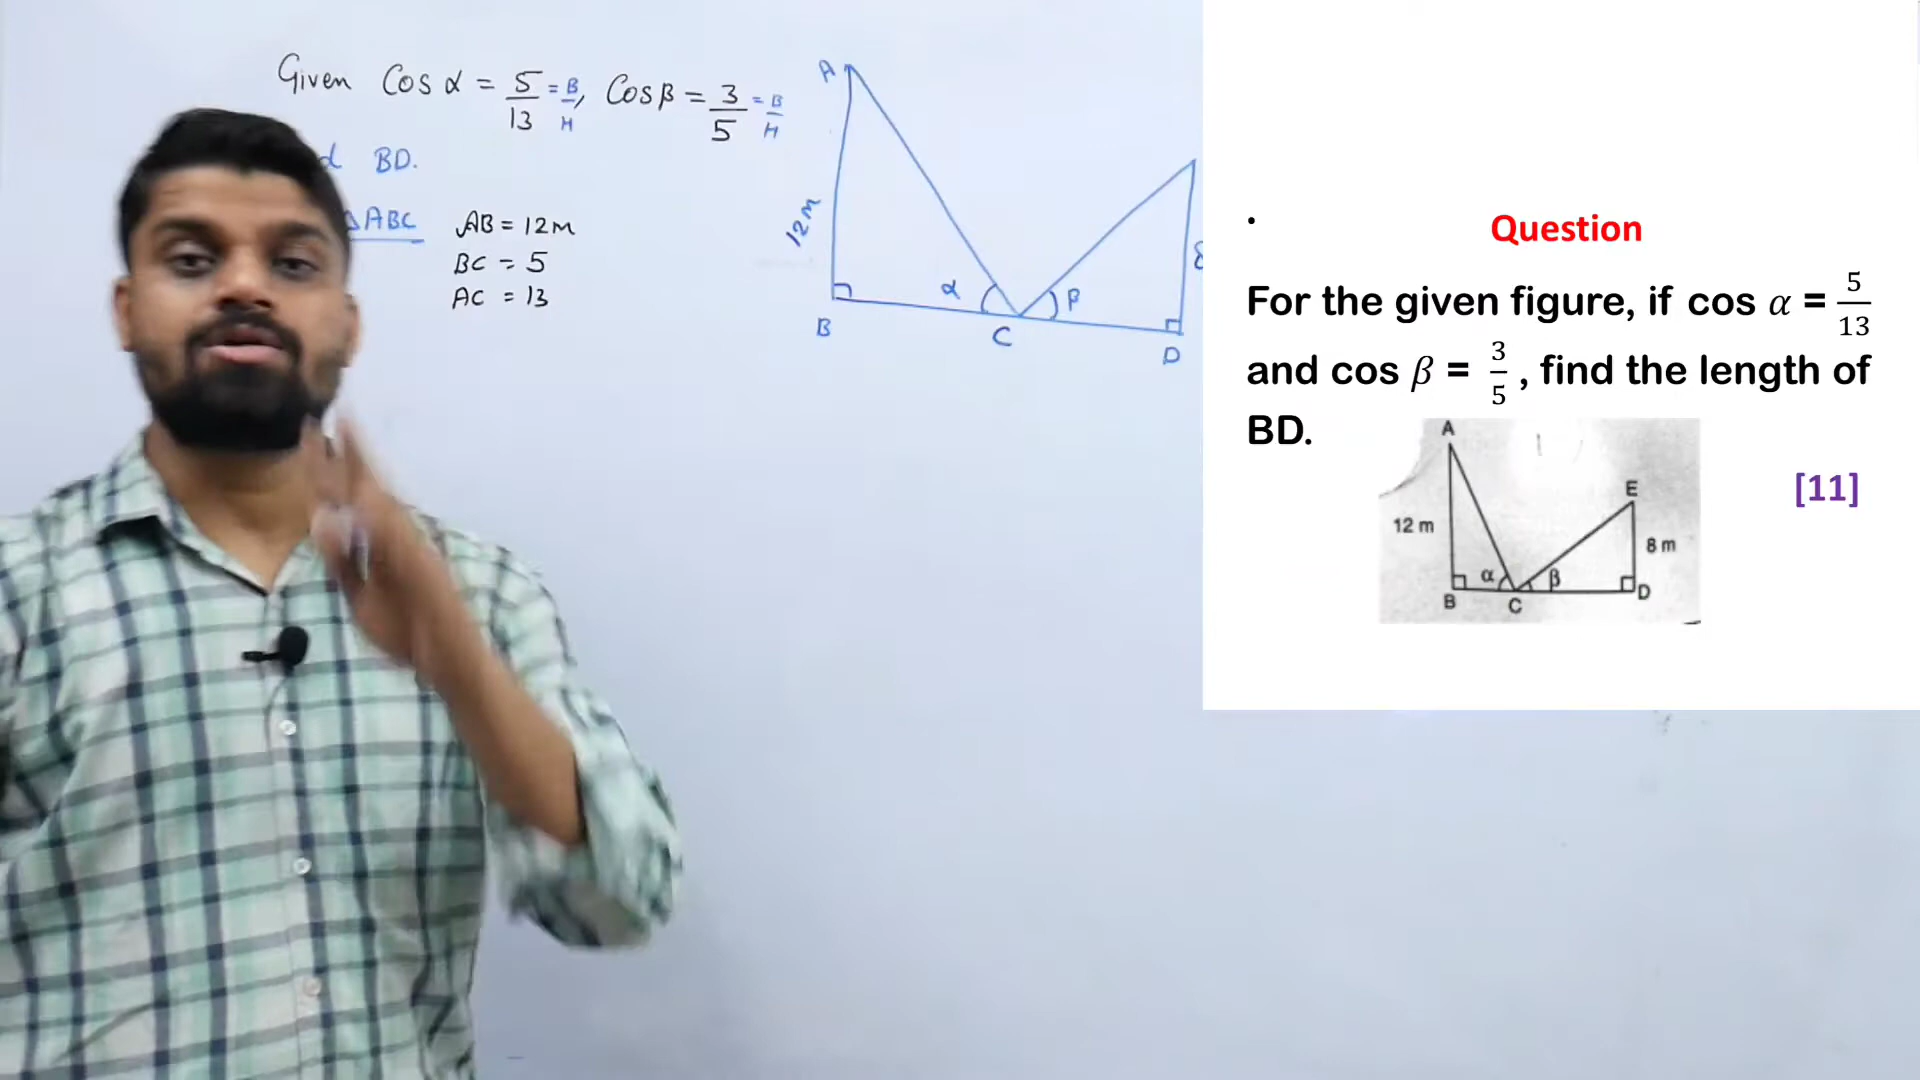 Given Cos α = 5/13 = B/H, Cos β = 3/5 = B/H
BD.
△ABC AB = 12m
BC = 5
AC = 13
A
12m
α
β
B
C
D
Question
For the given figure, if cos α = 5/13
and cos β = 3/5 , find the length of
BD.
[11]
A
E
12 m
8 m
α
β
B
C
D